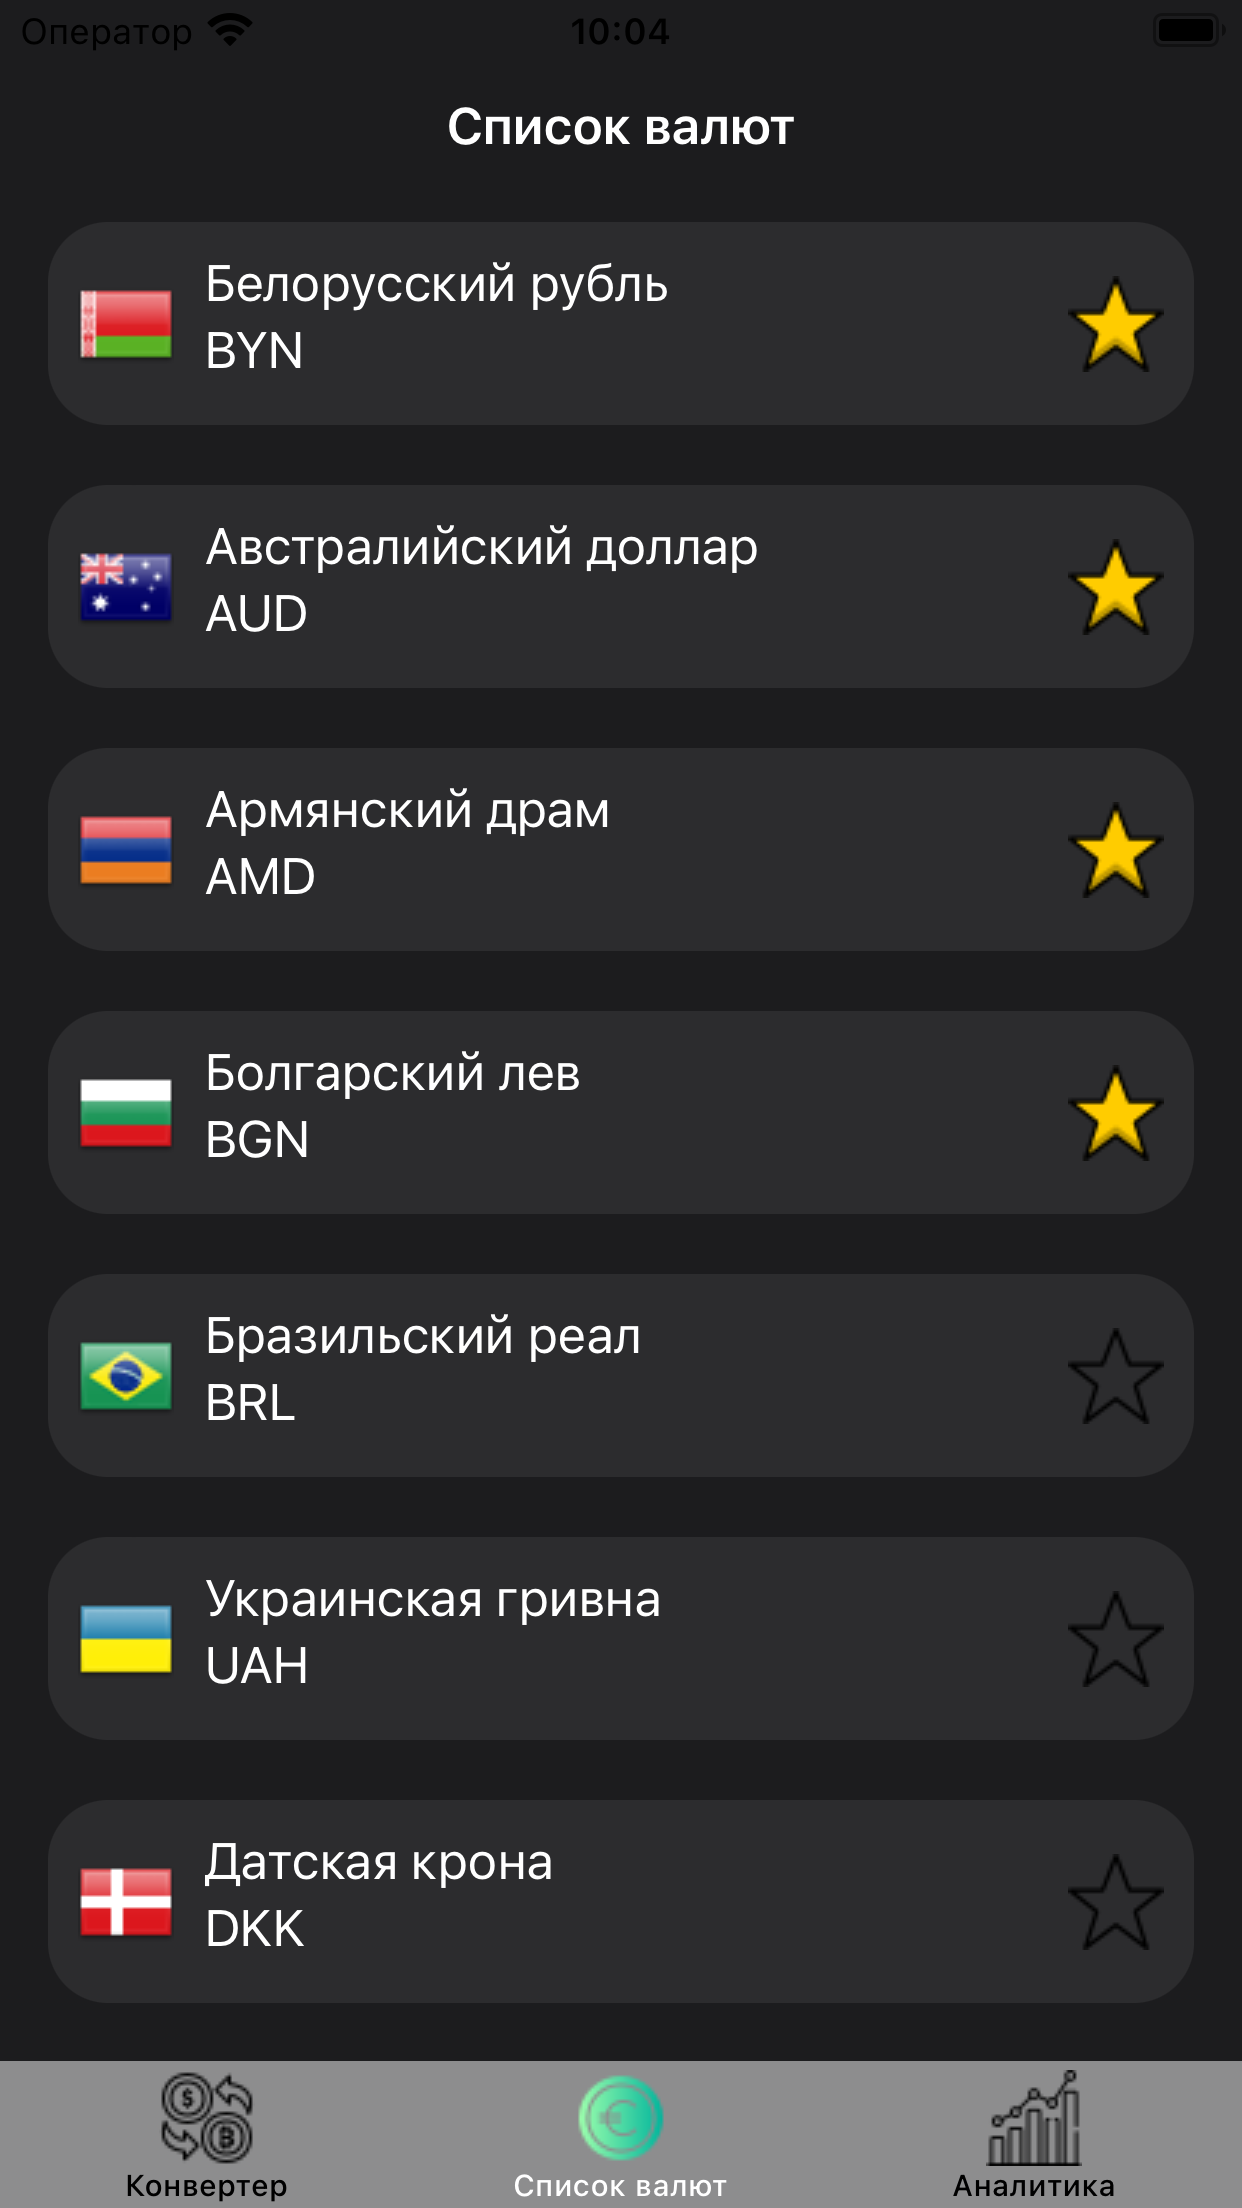 Оператор 10:04
Список валют
Белорусский рубль
BYN
Австралийский доллар
AUD
Армянский драм
AMD
Болгарский лев
BGN
Бразильский реал
BRL
Украинская гривна
UAH
Датская крона
DKK
Конвертер Список валют Аналитика